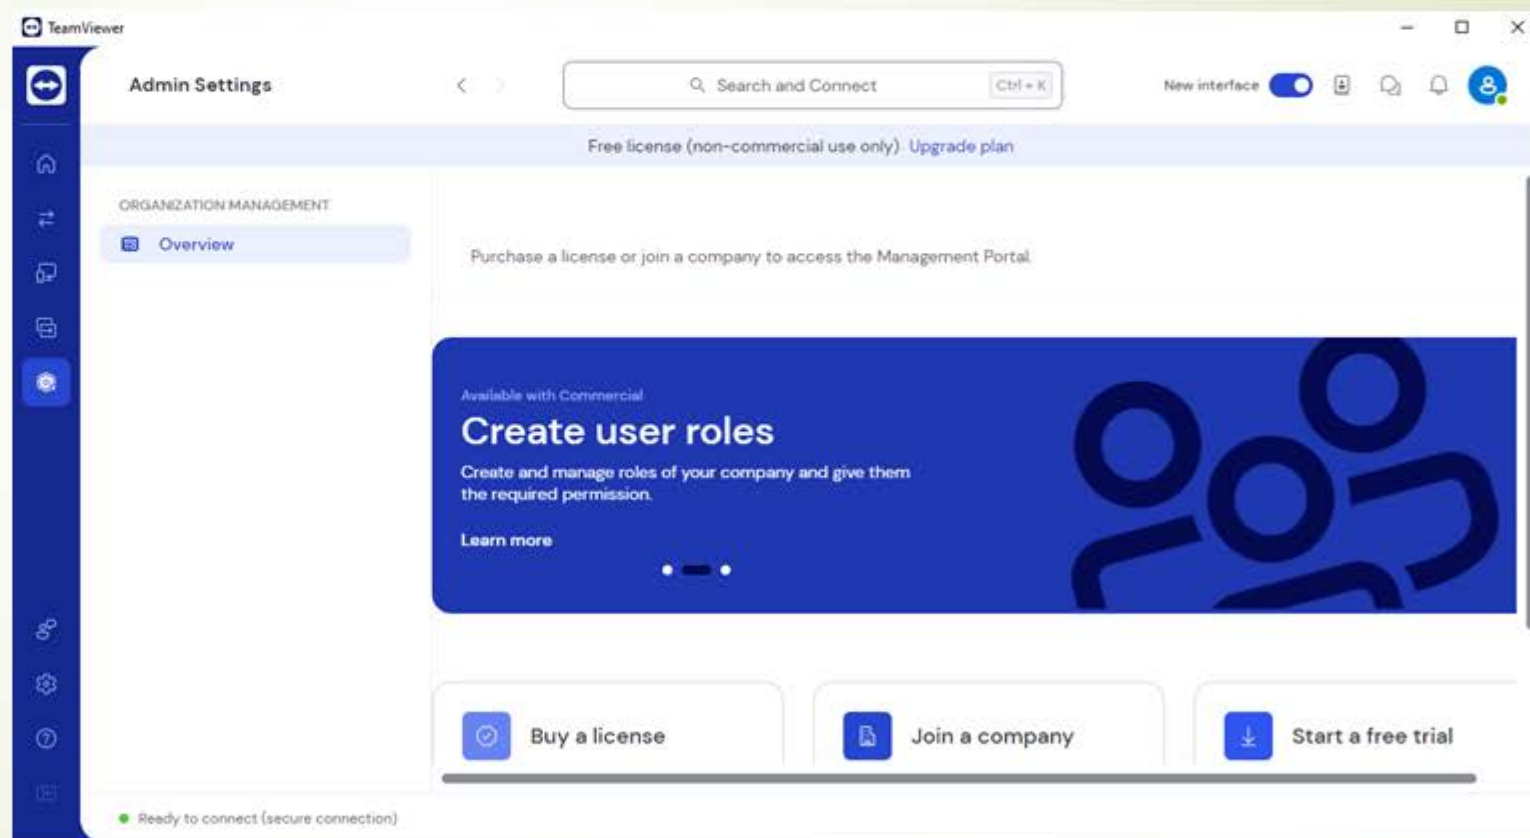 TeamViewer
Admin Settings
Search and Connect
Ctrl + K
New interface
Free license (non-commercial use only) Upgrade plan
ORGANIZATION MANAGEMENT
Overview
Purchase a license or join a company to access the Management Portal.
Available with Commercial
Create user roles
Create and manage roles of your company and give them
the required permission.
Learn more
Buy a license
Join a company
Start a free trial
Ready to connect (secure connection)